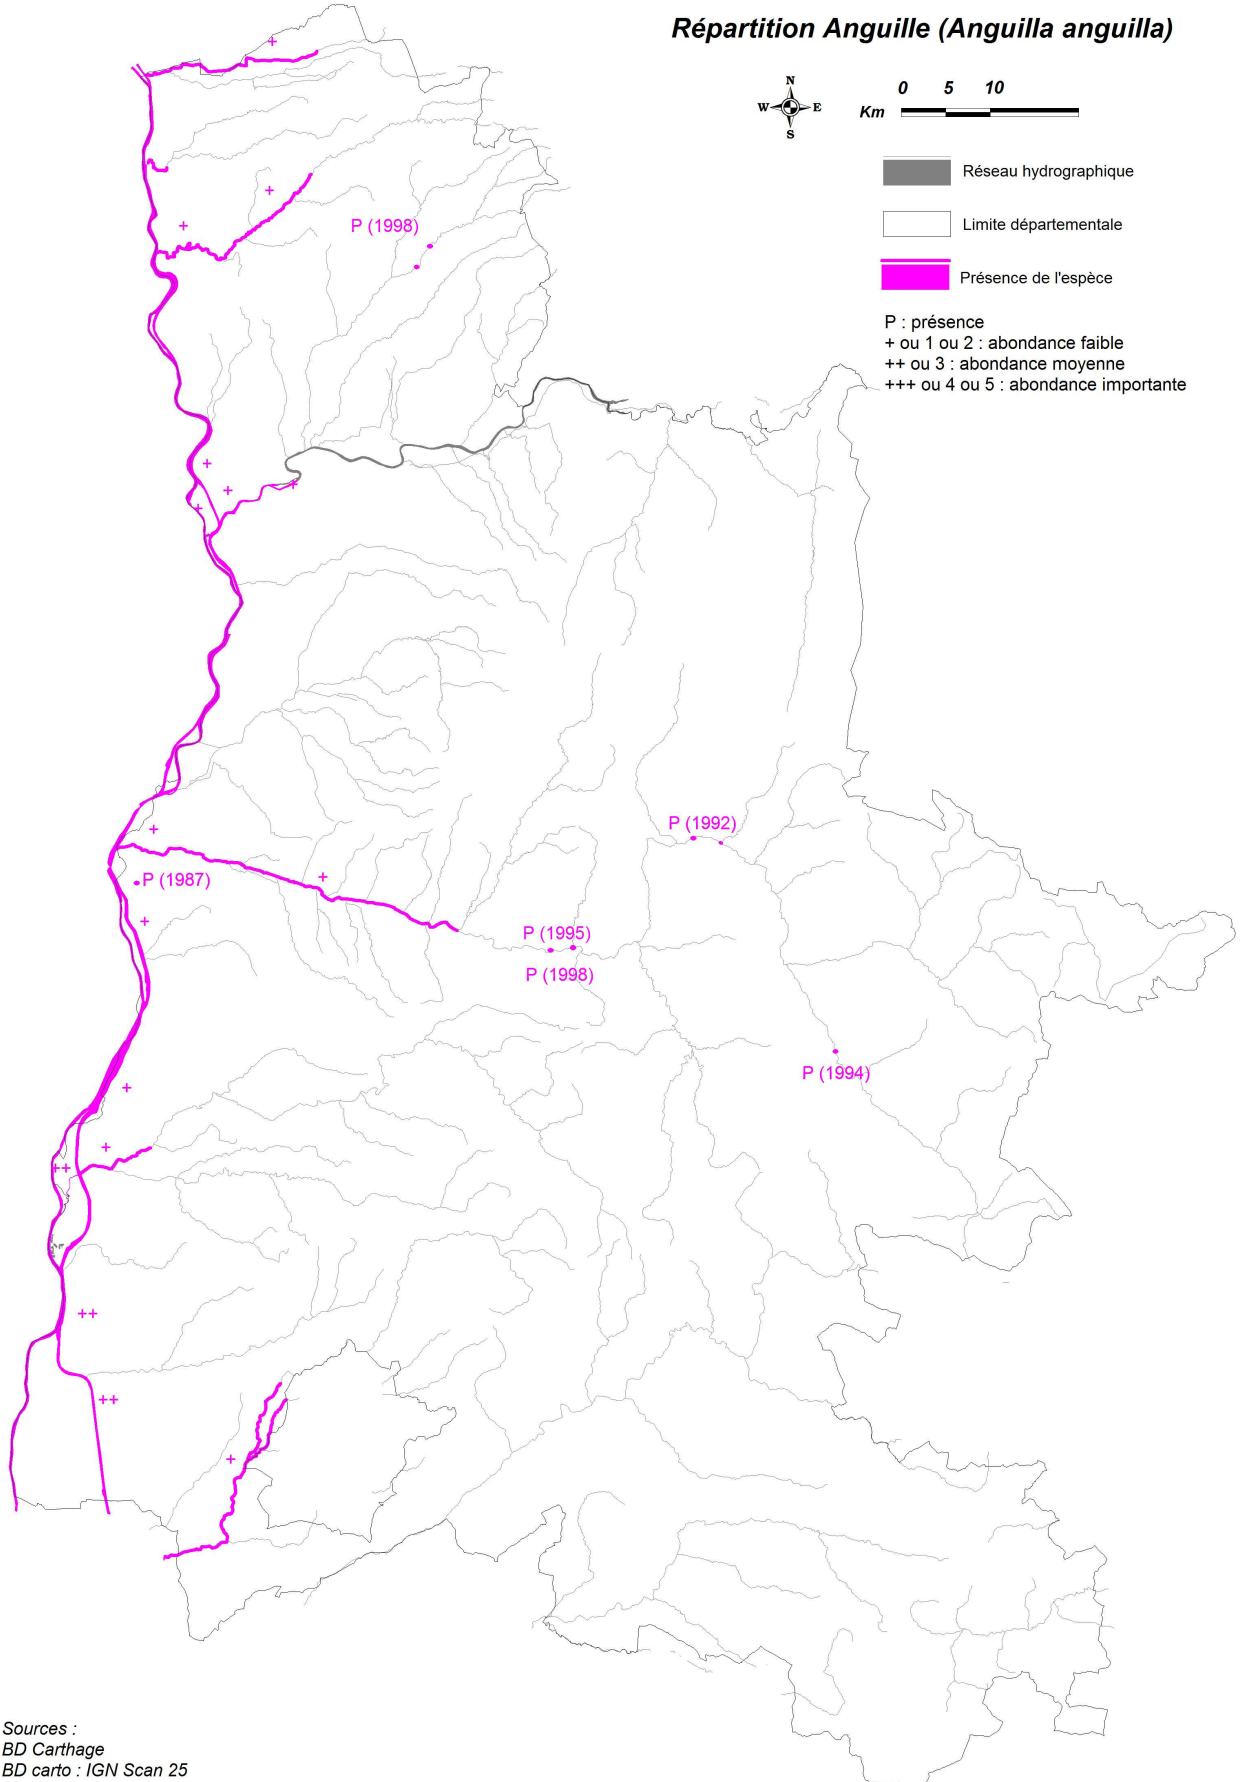 Répartition Anguille (Anguilla anguilla)
N
W E
S
0 5 10
Km
Réseau hydrographique
Limite départementale
Présence de l'espèce
P : présence
+ ou 1 ou 2 : abondance faible
++ ou 3 : abondance moyenne
+++ ou 4 ou 5 : abondance importante
+
+
+
P (1998)
+
+
+
+
P (1992)
+
+
P (1987)
+
P (1995)
P (1998)
P (1994)
+
+
++
++
++
+
Sources :
BD Carthage
BD carto : IGN Scan 25